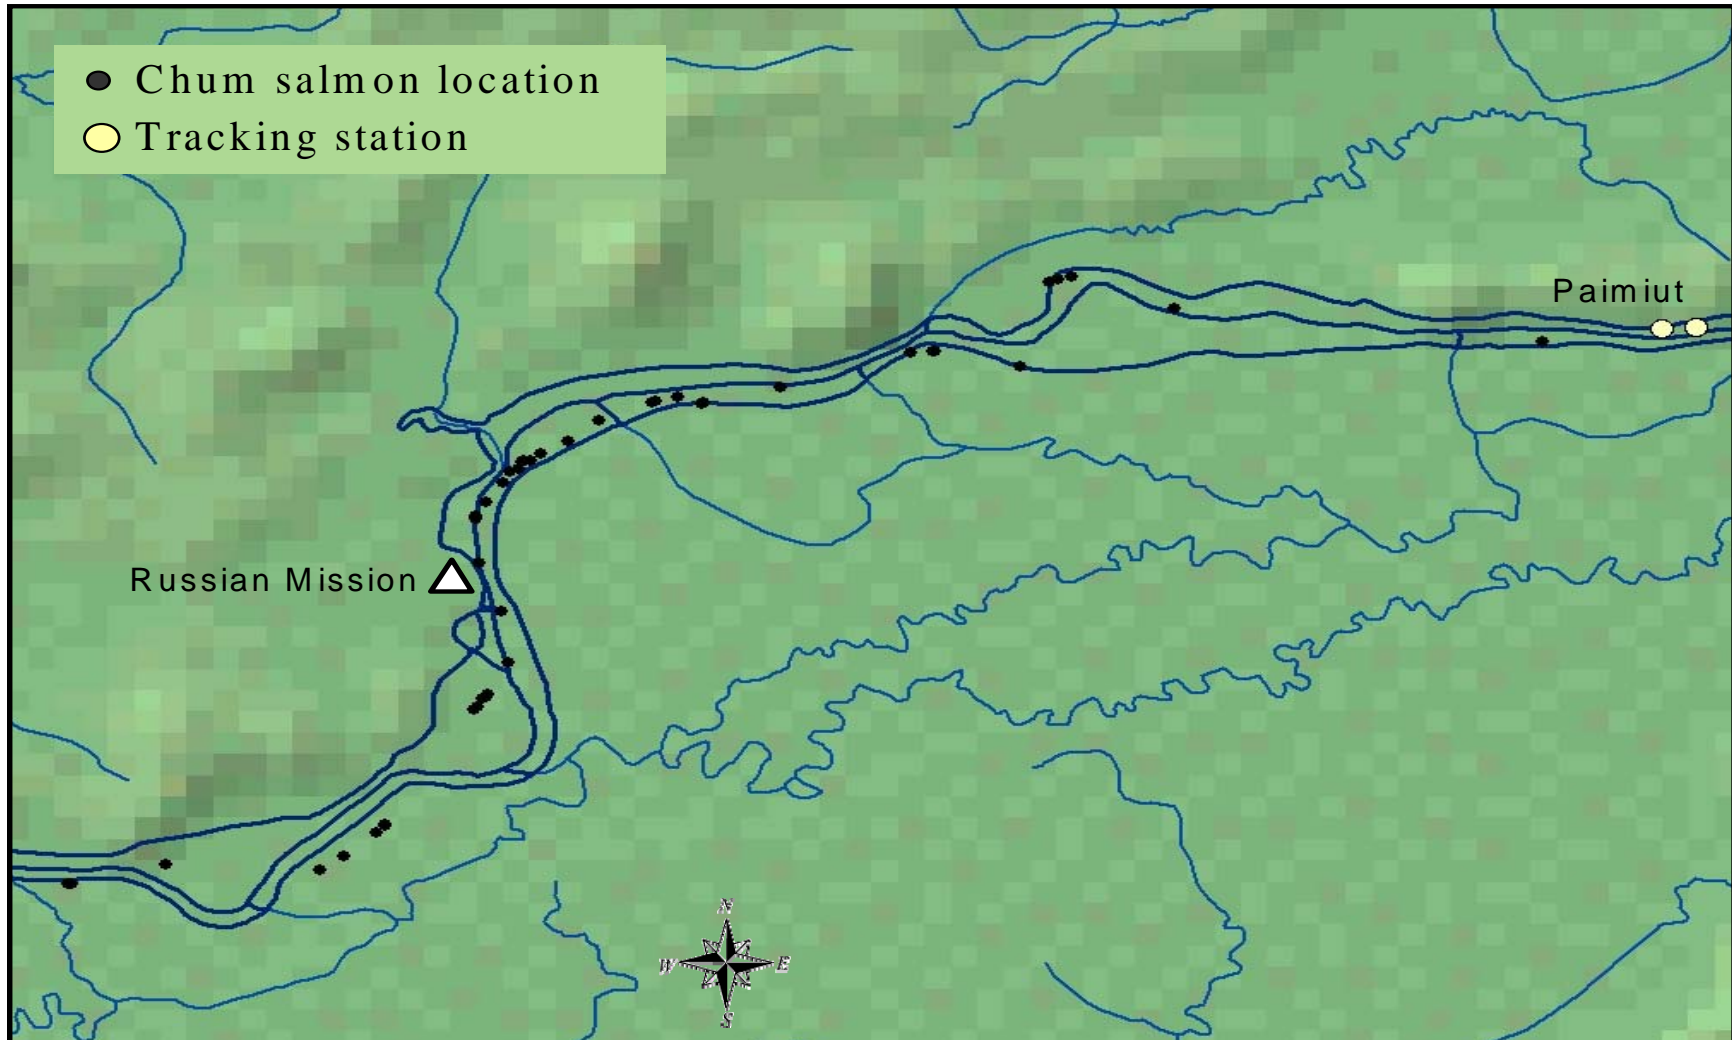 Chum salmon location
Tracking station
Paimiut
Russian Mission
N
W E
S